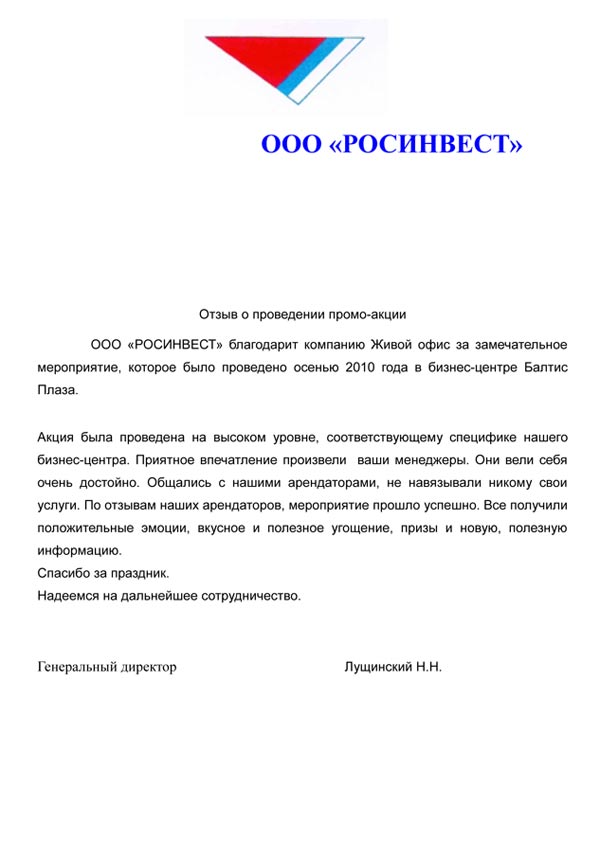 ООО «РОСИНВЕСТ»
Отзыв о проведении промо-акции
ООО «РОСИНВЕСТ» благодарит компанию Живой офис за замечательное
мероприятие, которое было проведено осенью 2010 года в бизнес-центре Балтис
Плаза.
Акция была проведена на высоком уровне, соответствующему специфике нашего
бизнес-центра. Приятное впечатление произвели ваши менеджеры. Они вели себя
очень достойно. Общались с нашими арендаторами, не навязывали никому свои
услуги. По отзывам наших арендаторов, мероприятие прошло успешно. Все получили
положительные эмоции, вкусное и полезное угощение, призы и новую, полезную
информацию.
Спасибо за праздник.
Надеемся на дальнейшее сотрудничество.
Генеральный директор Лущинский Н.Н.